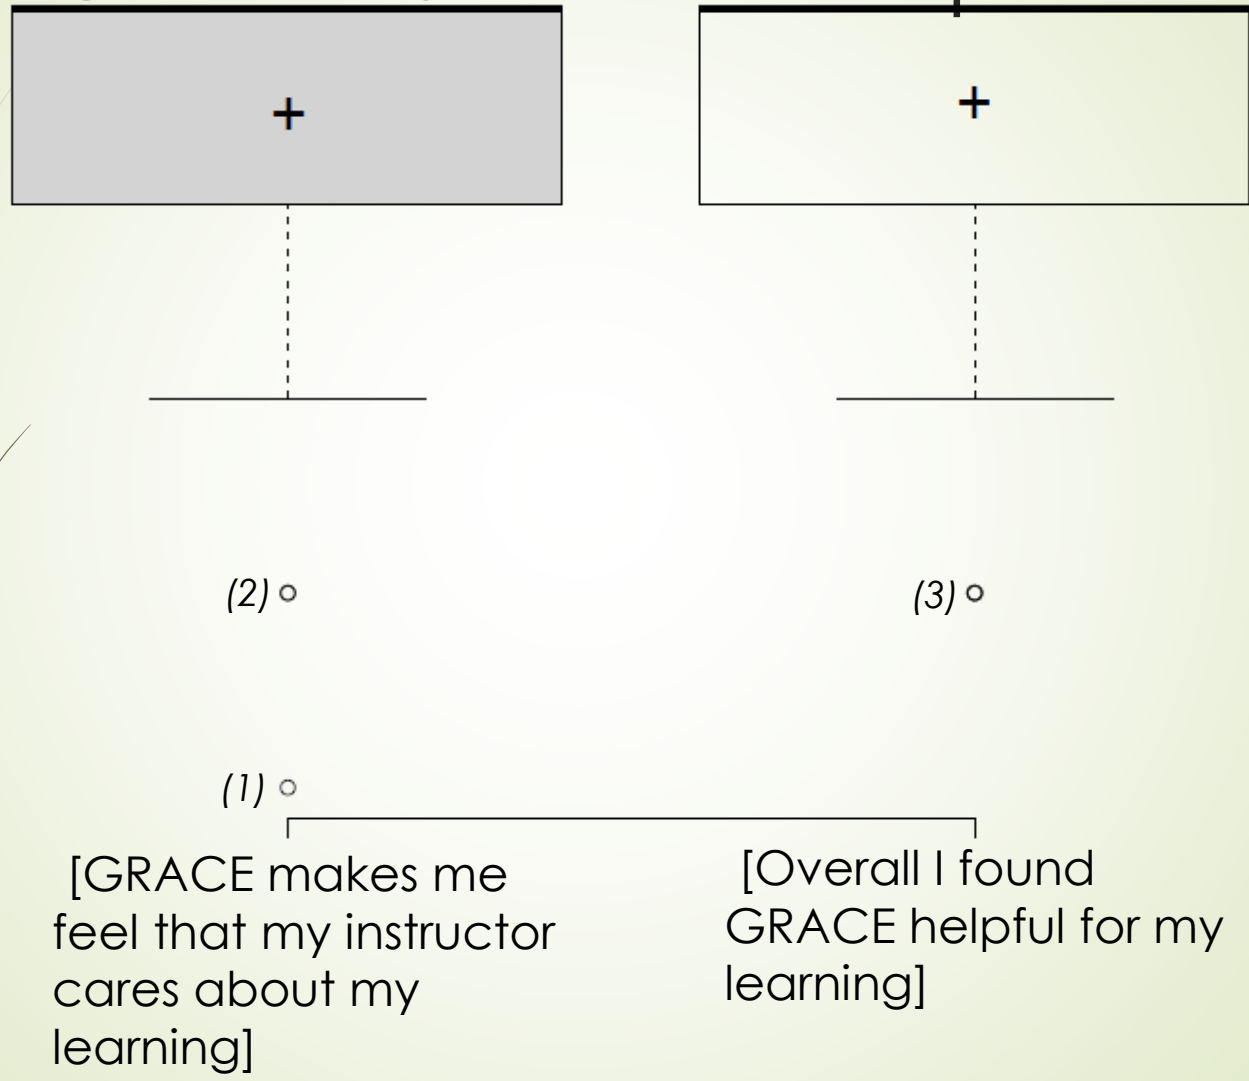 (2)
(3)
(1)
[GRACE makes me
feel that my instructor
cares about my
learning]
[Overall I found
GRACE helpful for my
learning]